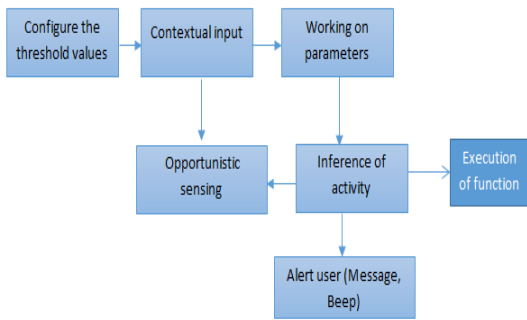 Configure the
threshold values
Contextual input
Working on
parameters
Opportunistic
sensing
Inference of
activity
Execution
of function
Alert user (Message,
Beep)